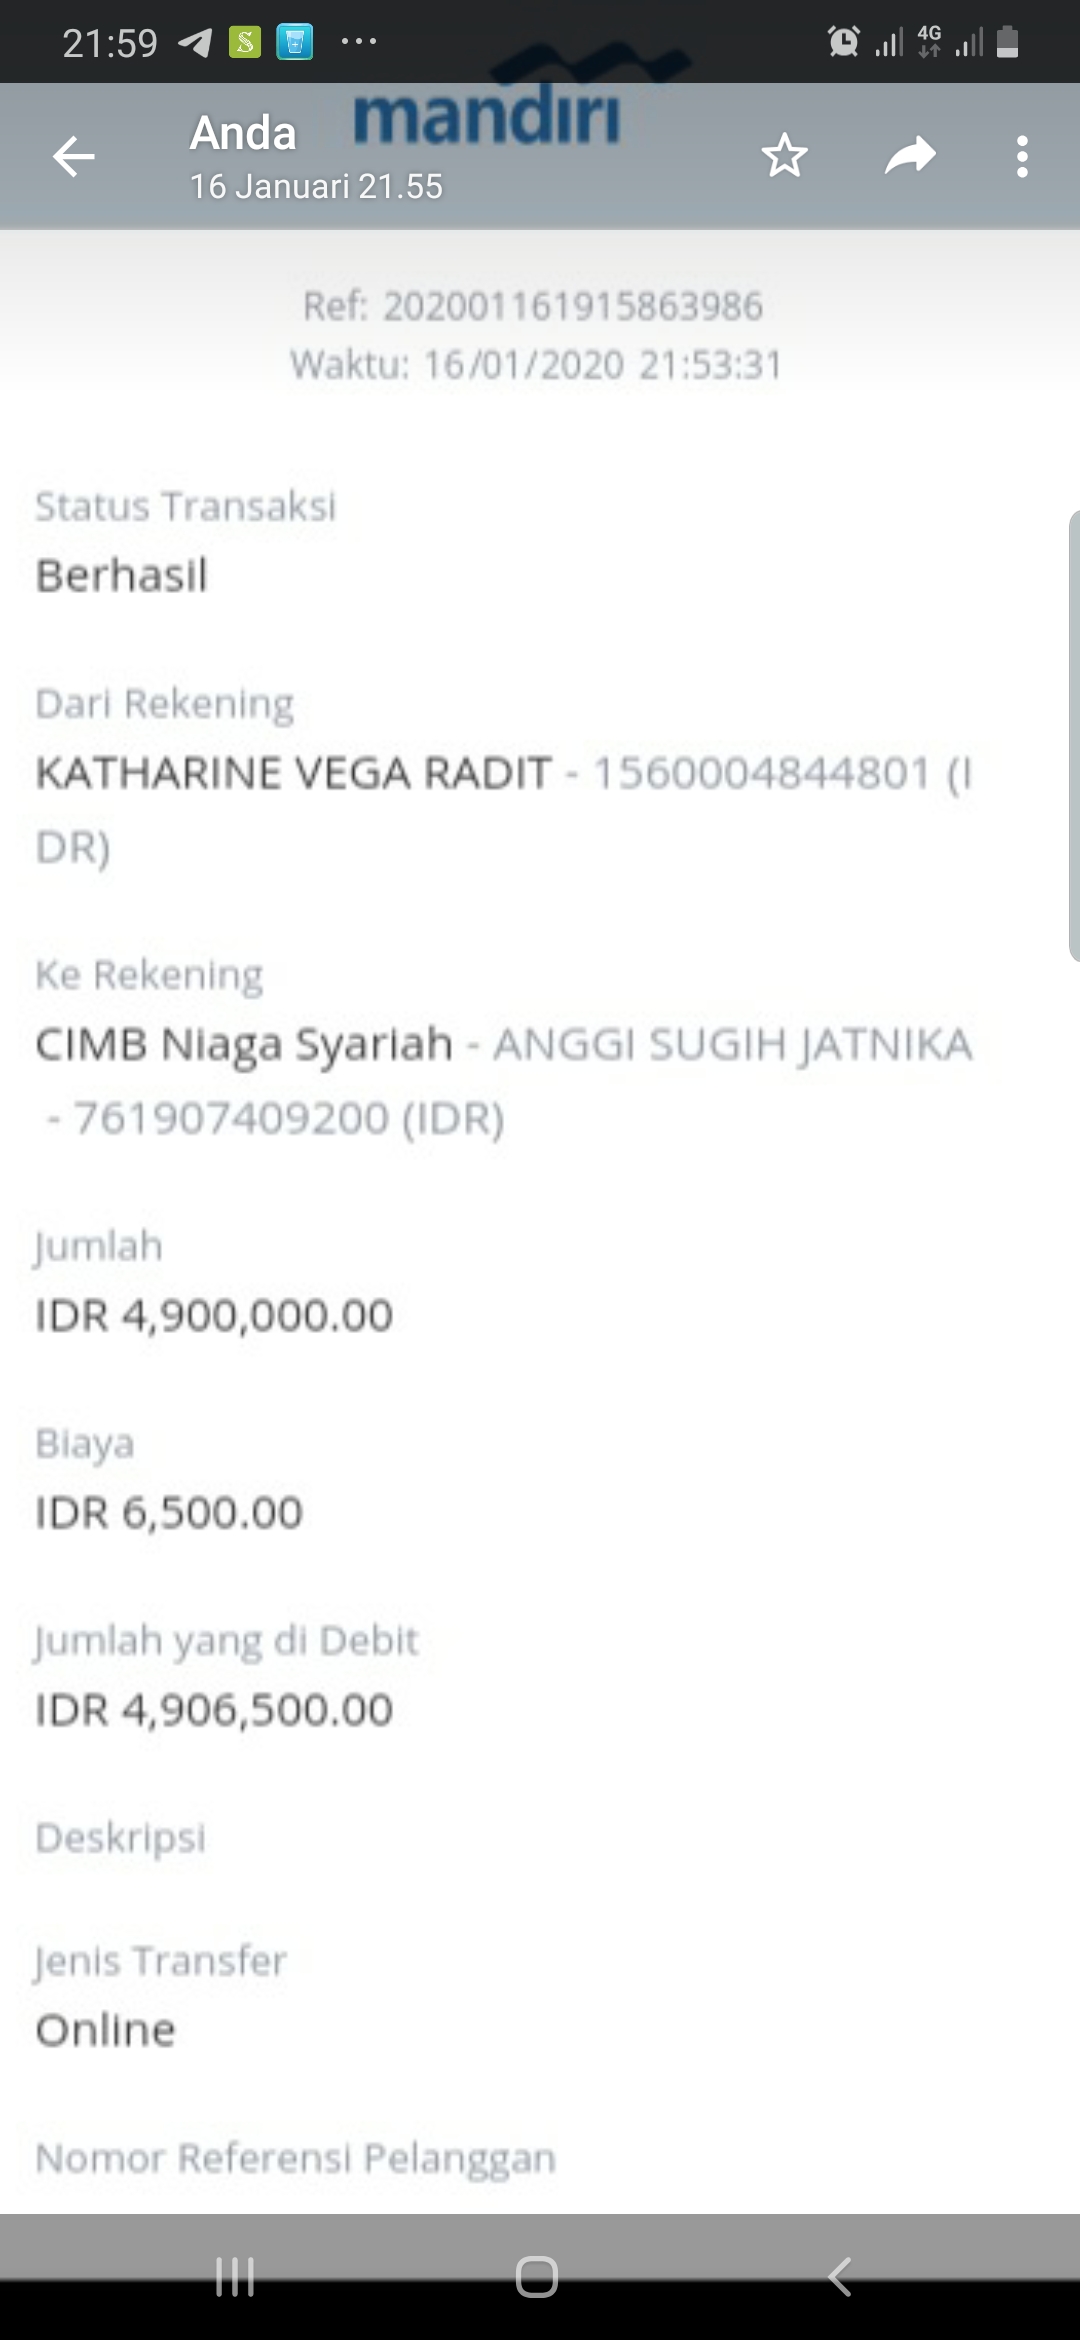 21:59
4G
mandiri
Anda
16 Januari 21.55
Ref: 202001161915863986
Waktu: 16/01/2020 21:53:31
Status Transaksi
Berhasil
Dari Rekening
KATHARINE VEGA RADIT - 1560004844801 (I
DR)
Ke Rekening
CIMB Niaga Syariah - ANGGI SUGIH JATNIKA
- 761907409200 (IDR)
Jumlah
IDR 4,900,000.00
Biaya
IDR 6,500.00
Jumlah yang di Debit
IDR 4,906,500.00
Deskripsi
Jenis Transfer
Online
Nomor Referensi Pelanggan